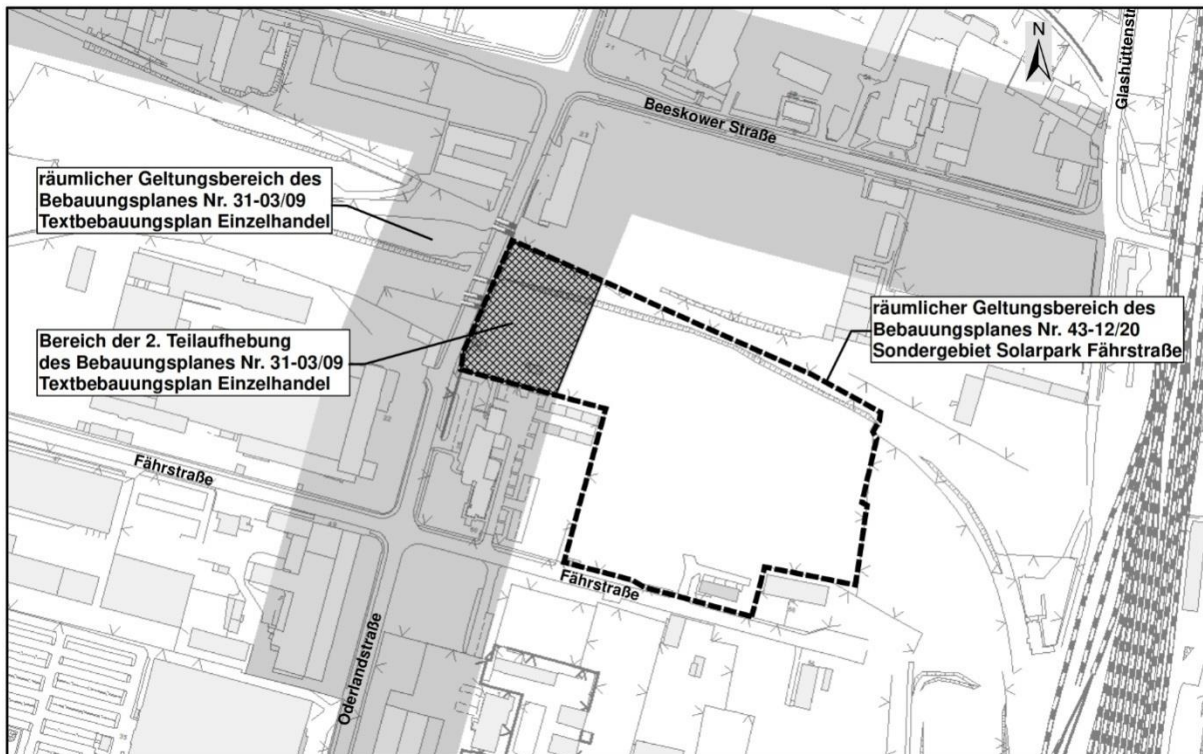 N
Glashüttenstr
Beeskower Straße
räumlicher Geltungsbereich des
Bebauungsplanes Nr. 31-03/09
Textbebauungsplan Einzelhandel
räumlicher Geltungsbereich des
Bebauungsplanes Nr. 43-12/20
Sondergebiet Solarpark Fährstraße
Bereich der 2. Teilaufhebung
des Bebauungsplanes Nr. 31-03/09
Textbebauungsplan Einzelhandel
Fährstraße
Fährstraße
Oderlandstraße